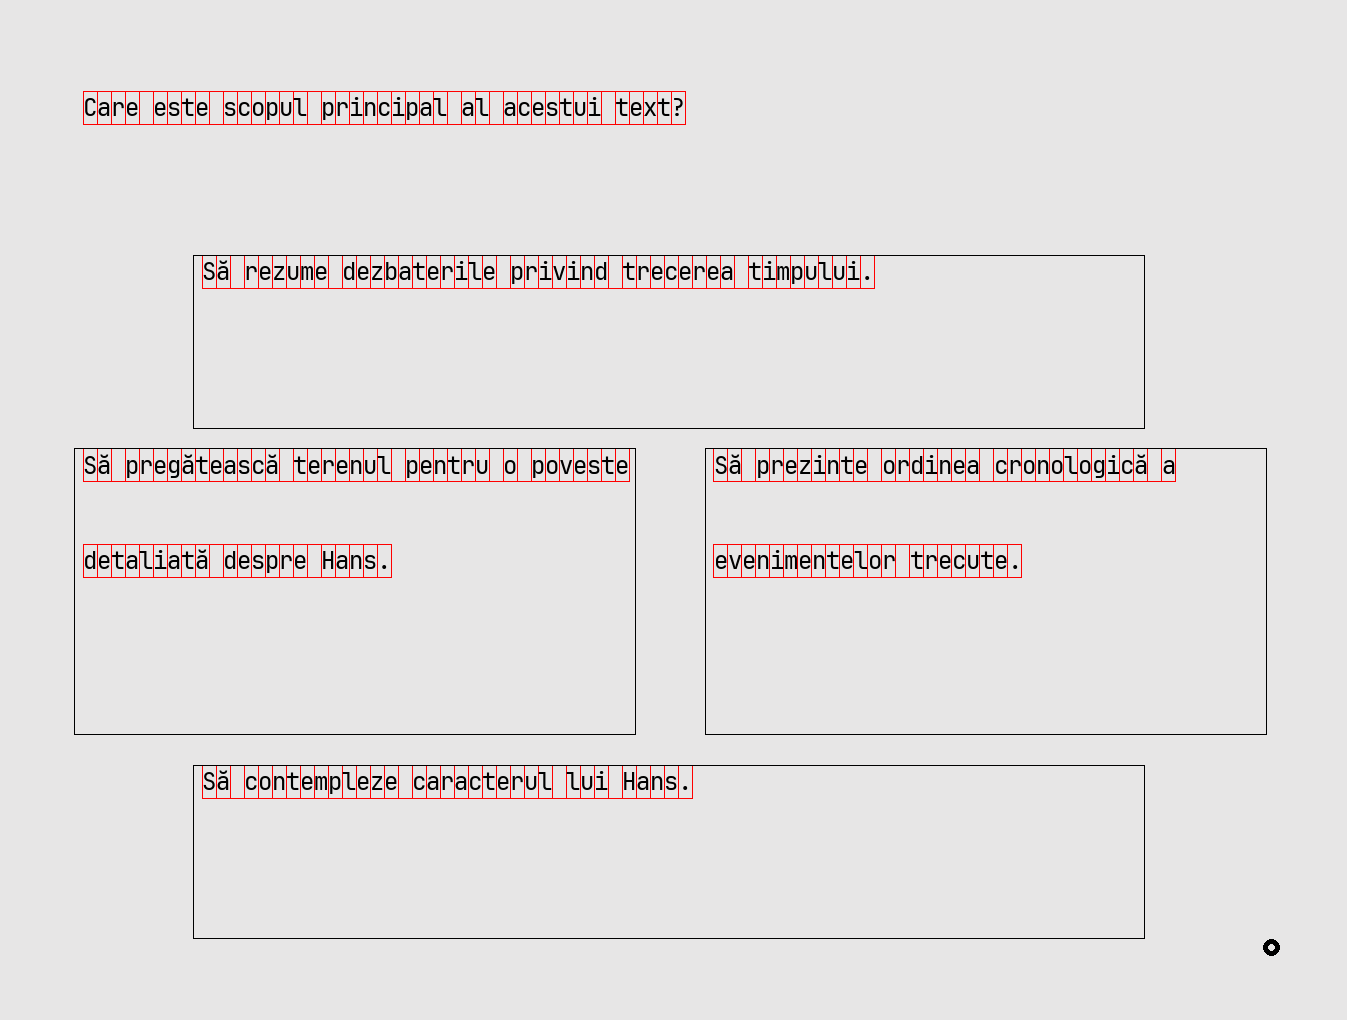 Care este scopul principal al acestui text?
Să rezume dezbaterile privind trecerea timpului.
Să pregătească terenul pentru o poveste
detaliată despre Hans.
Să prezinte ordinea cronologică a
evenimentelor trecute.
Să contempleze caracterul lui Hans.